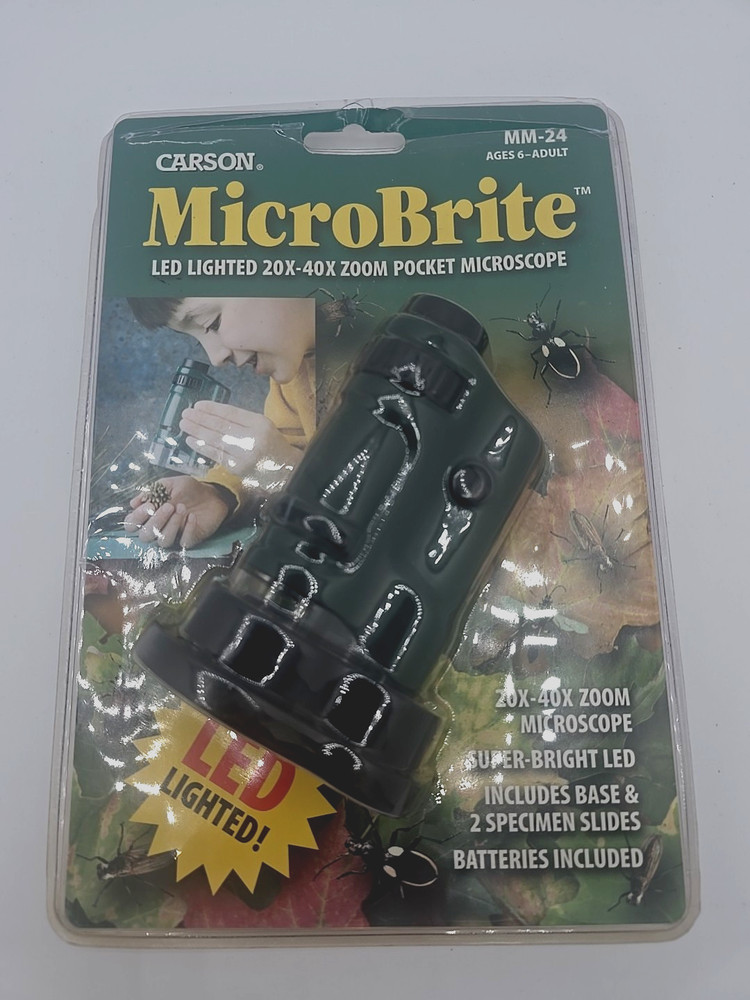 MM-24
AGES 6–ADULT
CARSON®
MicroBrite™
LED LIGHTED 20X-40X ZOOM POCKET MICROSCOPE
20X-40X ZOOM
MICROSCOPE
SUPER-BRIGHT LED
INCLUDES BASE &
2 SPECIMEN SLIDES
BATTERIES INCLUDED
LED
LIGHTED!